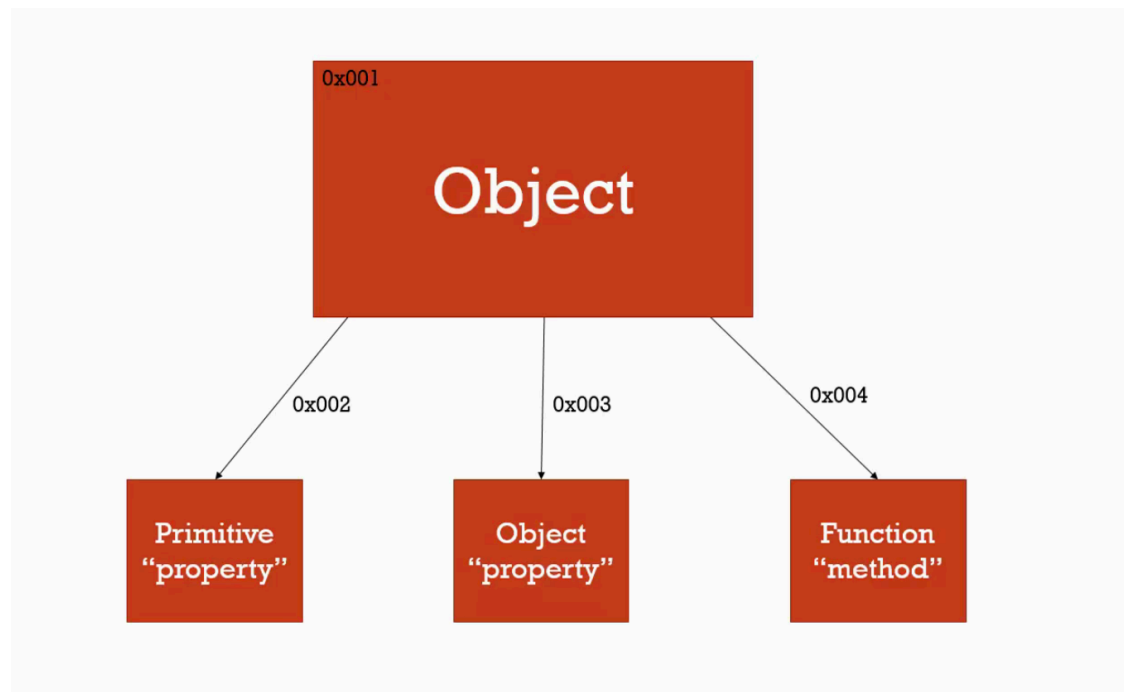 0x001
Object
0x002
0x003
0x004
Primitive
“property”
Object
“property”
Function
“method”